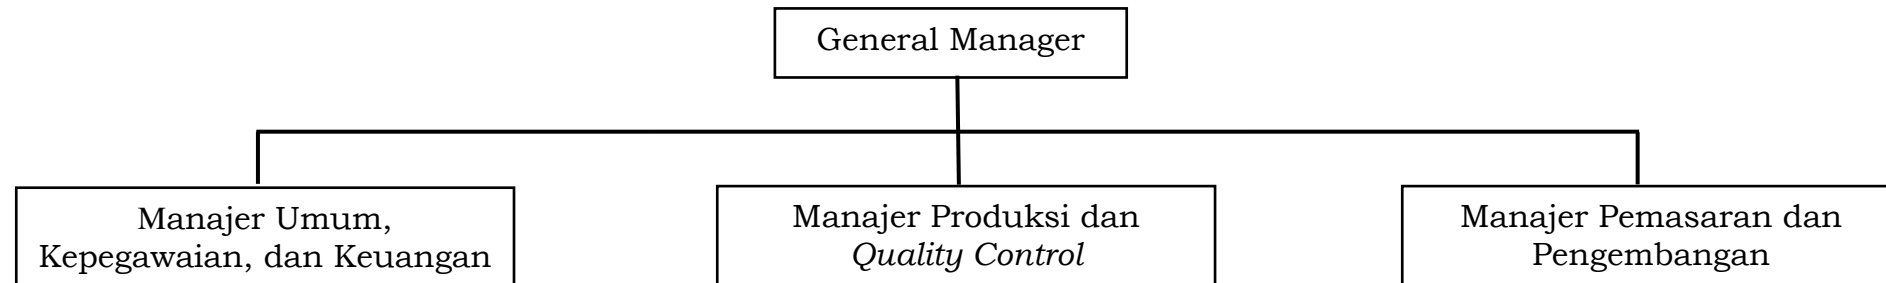 General Manager
Manajer Umum,
Kepegawaian, dan Keuangan
Manajer Produksi dan
Quality Control
Manajer Pemasaran dan
Pengembangan